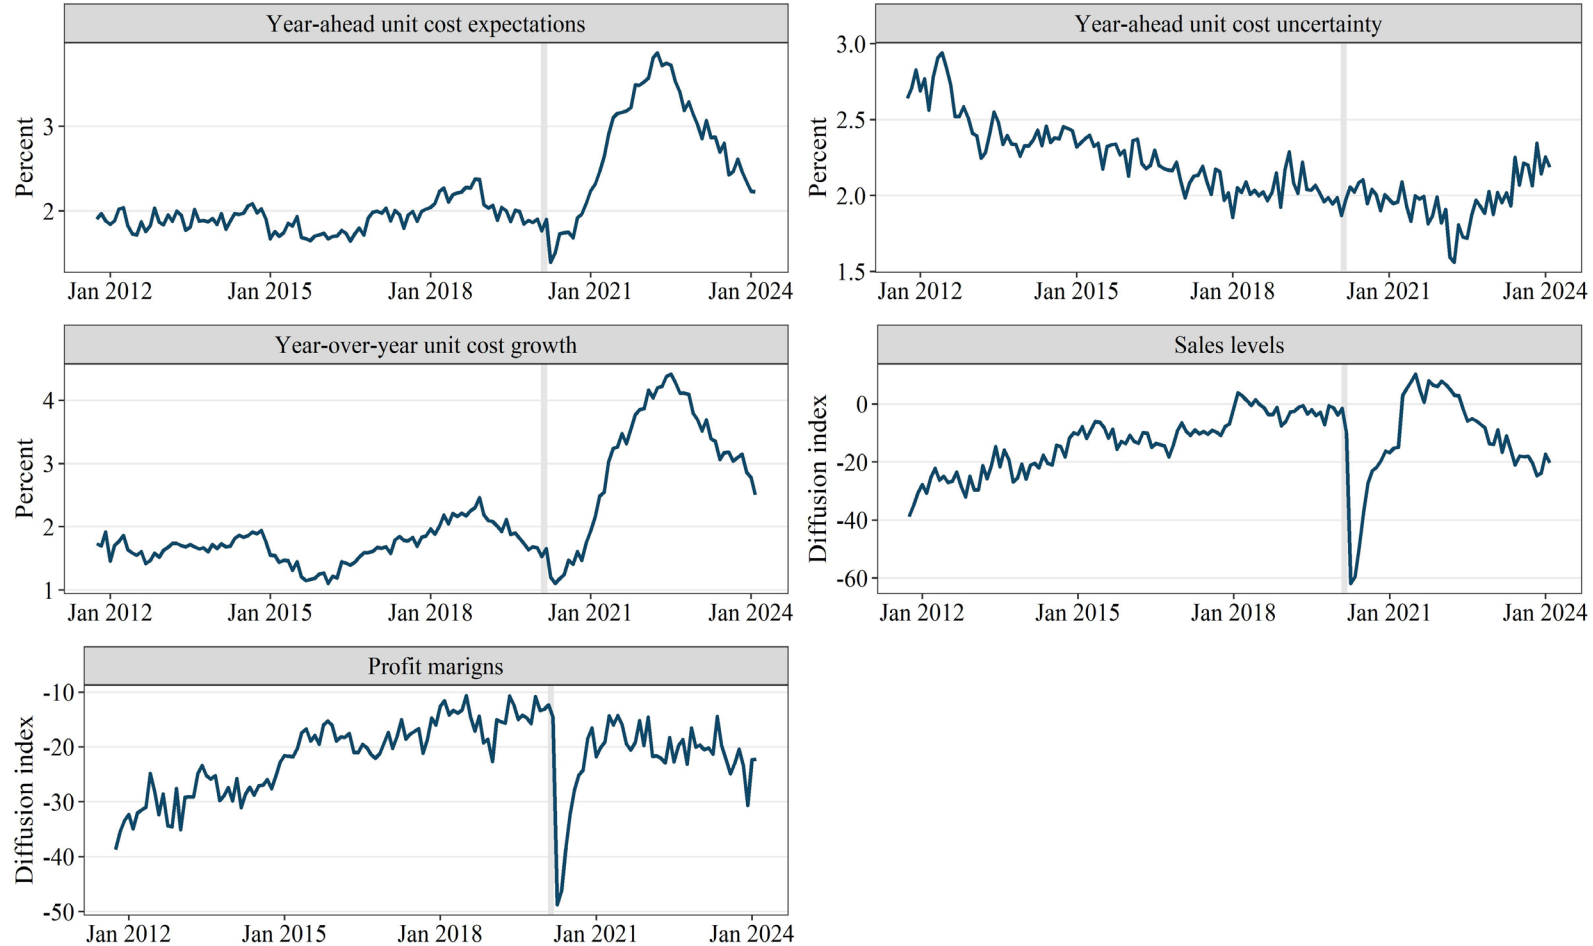 Year-ahead unit cost expectations
Percent
3
2
Jan 2012 Jan 2015 Jan 2018 Jan 2021 Jan 2024
Year-ahead unit cost uncertainty
Percent
3.0
2.5
2.0
1.5
Jan 2012 Jan 2015 Jan 2018 Jan 2021 Jan 2024
Year-over-year unit cost growth
Percent
4
3
2
1
Jan 2012 Jan 2015 Jan 2018 Jan 2021 Jan 2024
Sales levels
Diffusion index
0
-20
-40
-60
Jan 2012 Jan 2015 Jan 2018 Jan 2021 Jan 2024
Profit marigns
Diffusion index
-10
-20
-30
-40
-50
Jan 2012 Jan 2015 Jan 2018 Jan 2021 Jan 2024